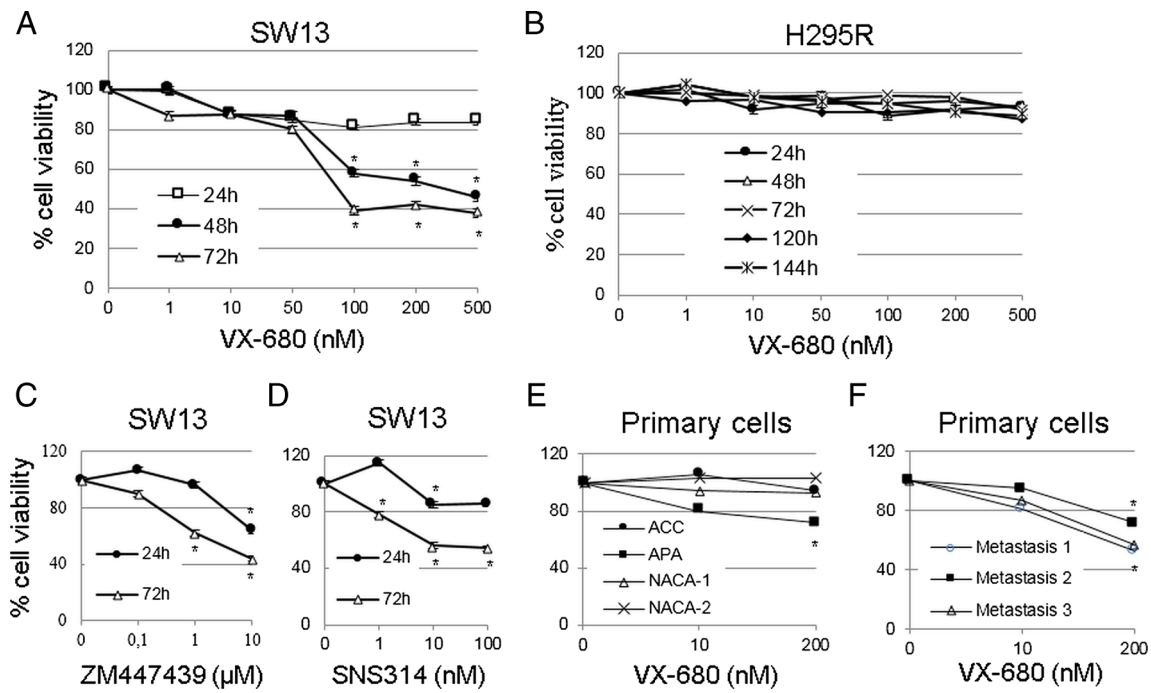 A
SW13
120
100
80
60
40
20
0
% cell viability
*
*
*
*
*
*
24h
48h
72h
0 1 10 50 100 200 500
VX-680 (nM)
B
H295R
120
100
80
60
40
20
0
% cell viability
24h
48h
72h
120h
144h
0 1 10 50 100 200 500
VX-680 (nM)
C
SW13
120
80
40
0
% cell viability
*
*
*
24h
72h
0 0,1 1 10
ZM447439 (µM)
D
SW13
120
80
40
0
*
*
*
*
24h
72h
0 1 10 100
SNS314 (nM)
E
Primary cells
120
80
40
0
*
ACC
APA
NACA-1
NACA-2
0 10 200
VX-680 (nM)
F
Primary cells
120
80
40
0
*
*
Metastasis 1
Metastasis 2
Metastasis 3
0 10 200
VX-680 (nM)